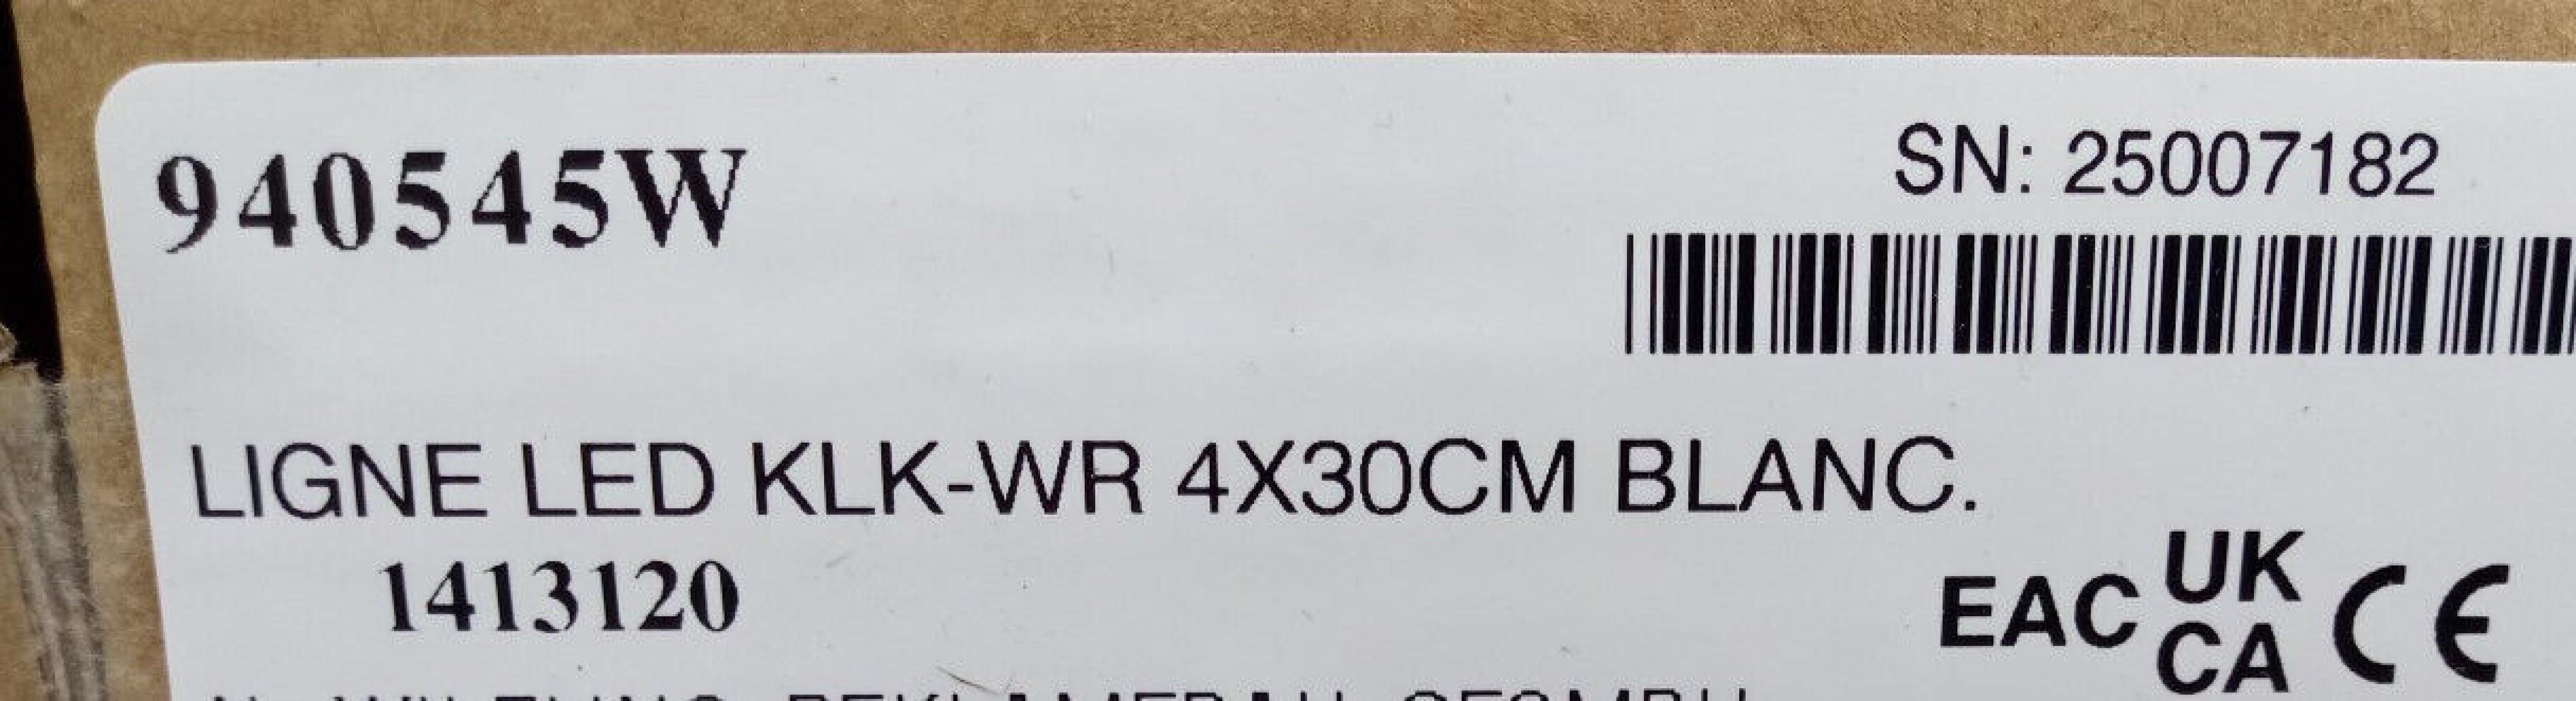 940545W
SN: 25007182
LIGNE LED KLK-WR 4X30CM BLANC.
1413120
EAC UK CA CE